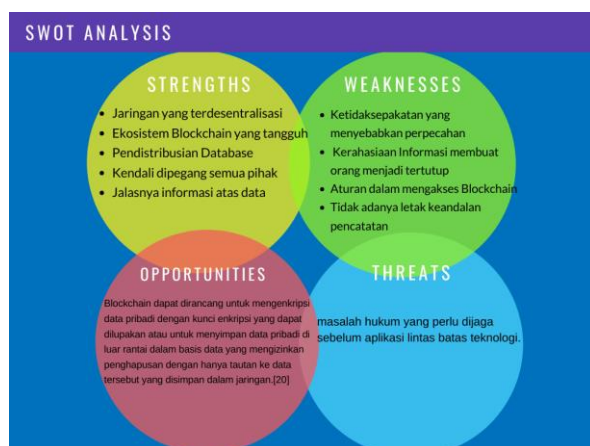 SWOT ANALYSIS
STRENGTHS
• Jaringan yang terdesentralisasi
• Ekosistem Blockchain yang tangguh
• Pendistribusian Database
• Kendali dipegang semua pihak
• Jalasnya informasi atas data
WEAKNESSES
• Ketidaksepakatan yang
menyebabkan perpecahan
• Kerahasiaan Informasi membuat
orang menjadi tertutup
• Aturan dalam mengakses Blockchain
• Tidak adanya letak keandalan
pencatatan
OPPORTUNITIES
Blockchain dapat dirancang untuk mengenkripsi
data pribadi dengan kunci enkripsi yang dapat
dilupakan atau untuk menyimpan data pribadi di
luar rantai dalam basis data yang mengizinkan
penghapusan dengan hanya tautan ke data
tersebut yang disimpan dalam jaringan.[20]
THREATS
masalah hukum yang perlu dijaga
sebelum aplikasi lintas batas teknologi.